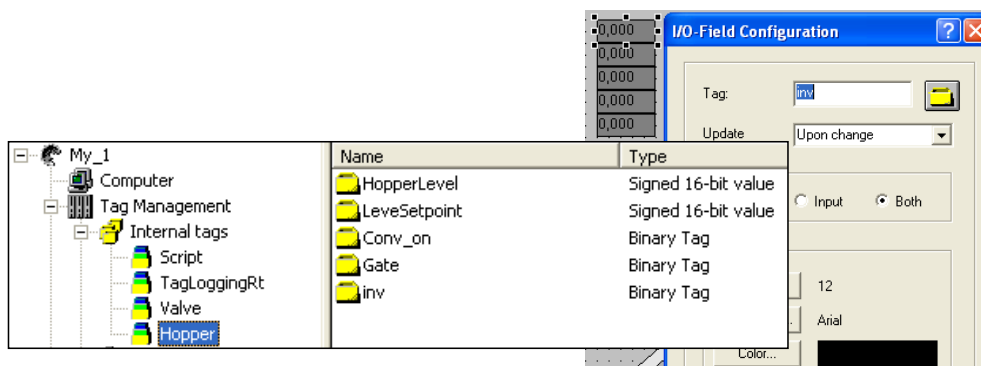 0,000
I/O-Field Configuration
0,000
0,000
0,000
0,000
Tag:
inv
Update
Upon change
Input
Both
12
Arial
Color...
My_1
Computer
Tag Management
Internal tags
Script
TagLoggingRt
Valve
Hopper
Name
Type
HopperLevel
Signed 16-bit value
LeveSetpoint
Signed 16-bit value
Conv_on
Binary Tag
Gate
Binary Tag
inv
Binary Tag